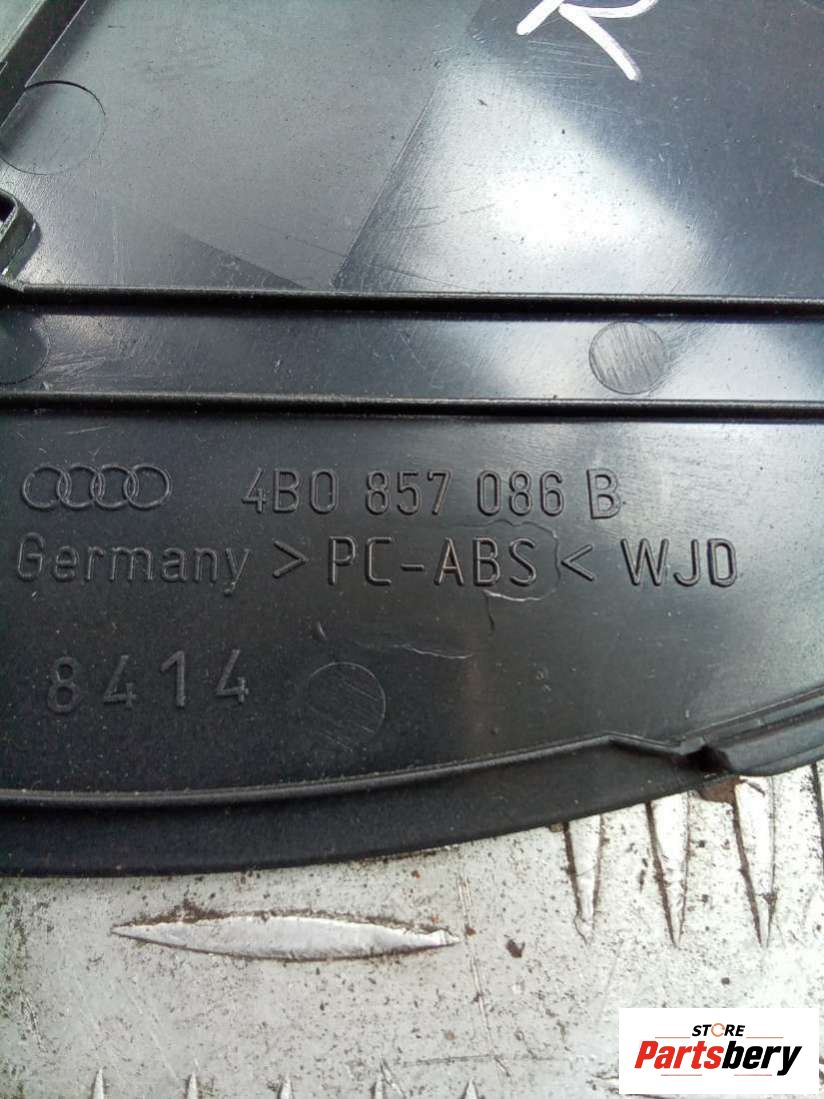 R
4B0 857 086 B
Germany > PC-ABS < WJD
8414
STORE
Partsbery